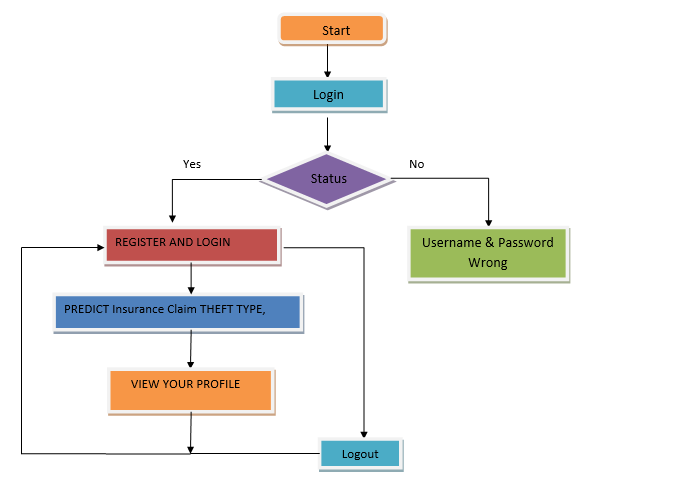 Start
Login
Yes
No
Status
REGISTER AND LOGIN
Username & Password
Wrong
PREDICT Insurance Claim THEFT TYPE,
VIEW YOUR PROFILE
Logout